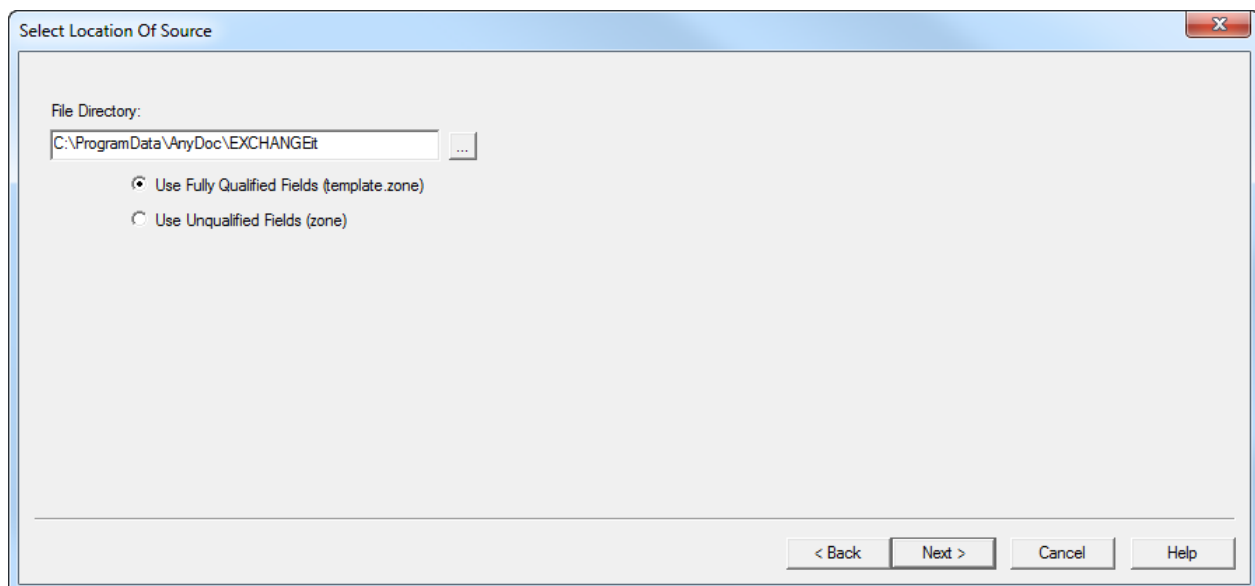 Select Location Of Source
File Directory:
C:\ProgramData\AnyDoc\EXCHANGEit
...
Use Fully Qualified Fields (template.zone)
Use Unqualified Fields (zone)
< Back Next > Cancel Help